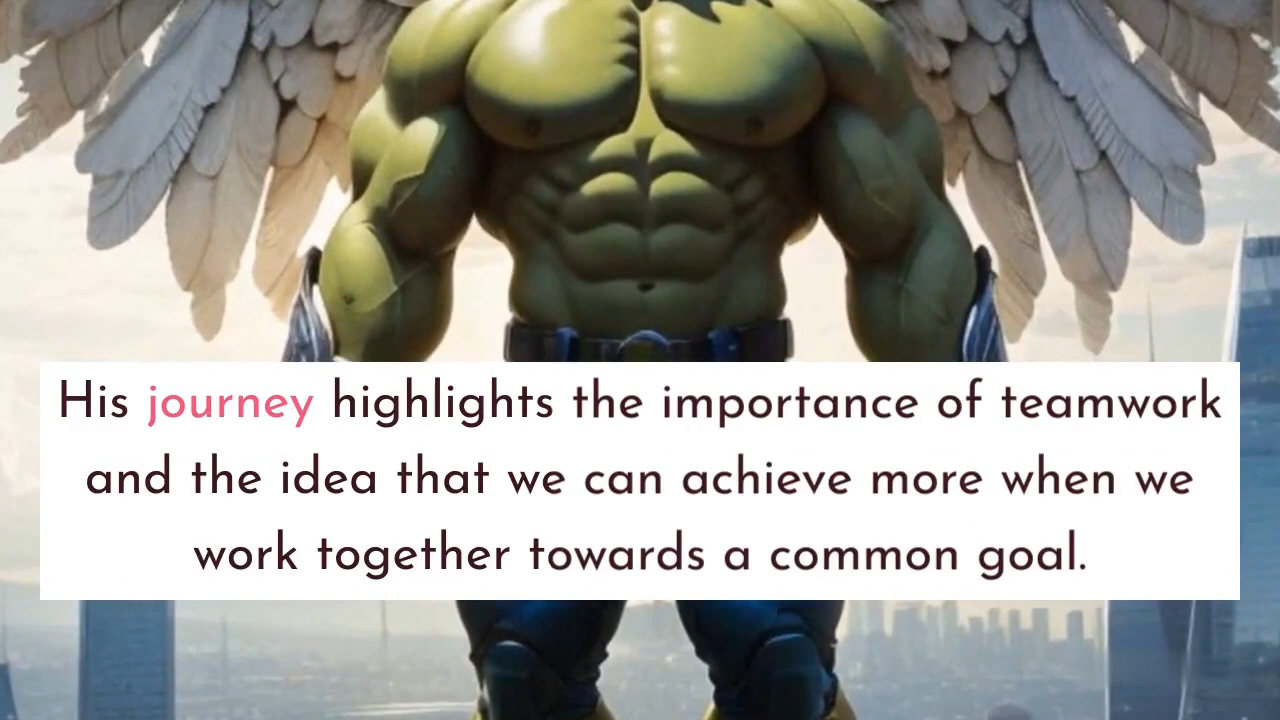 His journey highlights the importance of teamwork
and the idea that we can achieve more when we
work together towards a common goal.